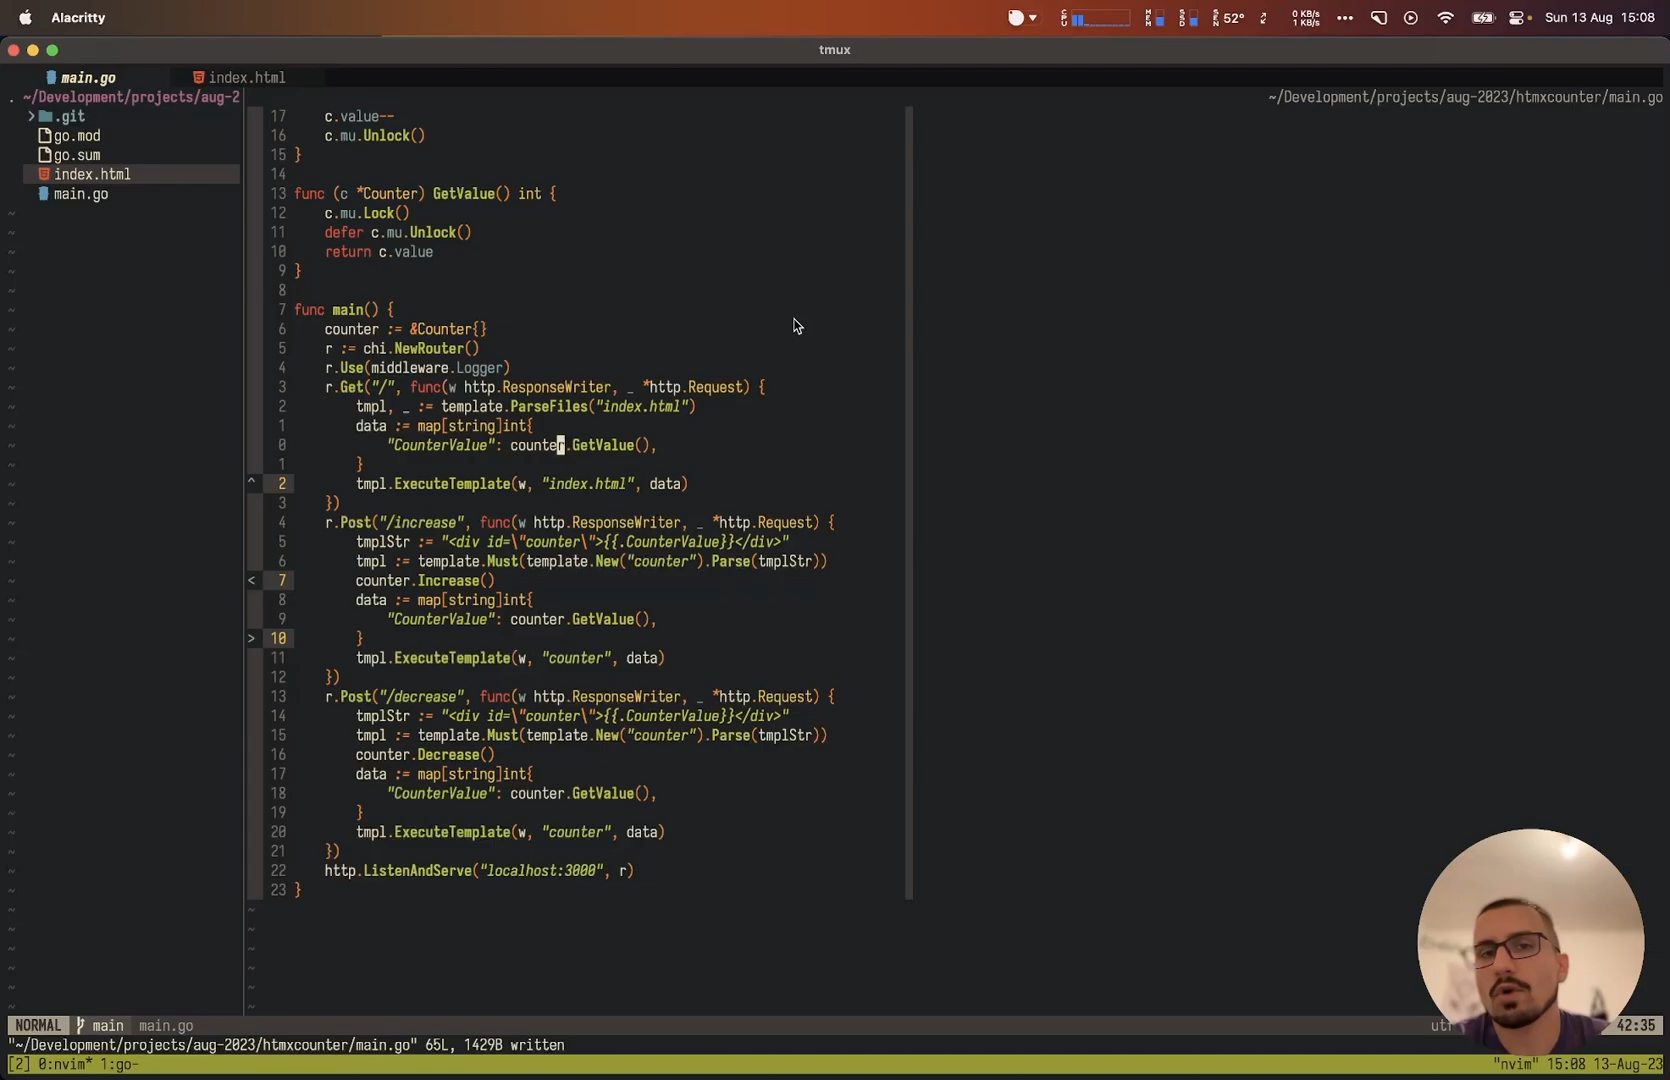 Alacritty
CPU MEM SSD SEN 52° 0 KB/s 1 KB/s ••• Sun 13 Aug 15:08
tmux
main.go index.html
. ~/Development/projects/aug-2 ~/Development/projects/aug-2023/htmxcounter/main.go
> .git
go.mod
go.sum
index.html
main.go
17 c.value--
16 c.mu.Unlock()
15 }
14
13 func (c *Counter) GetValue() int {
12 c.mu.Lock()
11 defer c.mu.Unlock()
10 return c.value
9 }
8
7 func main() {
6 counter := &Counter{}
5 r := chi.NewRouter()
4 r.Use(middleware.Logger)
3 r.Get("/", func(w http.ResponseWriter, _ *http.Request) {
2 tmpl, _ := template.ParseFiles("index.html")
1 data := map[string]int{
0 "CounterValue": counter.GetValue(),
1 }
^ 2 tmpl.ExecuteTemplate(w, "index.html", data)
3 })
4 r.Post("/increase", func(w http.ResponseWriter, _ *http.Request) {
5 tmplStr := "<div id=\"counter\">{{.CounterValue}}</div>"
6 tmpl := template.Must(template.New("counter").Parse(tmplStr))
< 7 counter.Increase()
8 data := map[string]int{
9 "CounterValue": counter.GetValue(),
> 10 }
11 tmpl.ExecuteTemplate(w, "counter", data)
12 })
13 r.Post("/decrease", func(w http.ResponseWriter, _ *http.Request) {
14 tmplStr := "<div id=\"counter\">{{.CounterValue}}</div>"
15 tmpl := template.Must(template.New("counter").Parse(tmplStr))
16 counter.Decrease()
17 data := map[string]int{
18 "CounterValue": counter.GetValue(),
19 }
20 tmpl.ExecuteTemplate(w, "counter", data)
21 })
22 http.ListenAndServe("localhost:3000", r)
23 }
NORMAL main main.go 42:35
"~/Development/projects/aug-2023/htmxcounter/main.go" 65L, 1429B written
[2] 0:nvim* 1:go- "nvim" 15:08 13-Aug-23